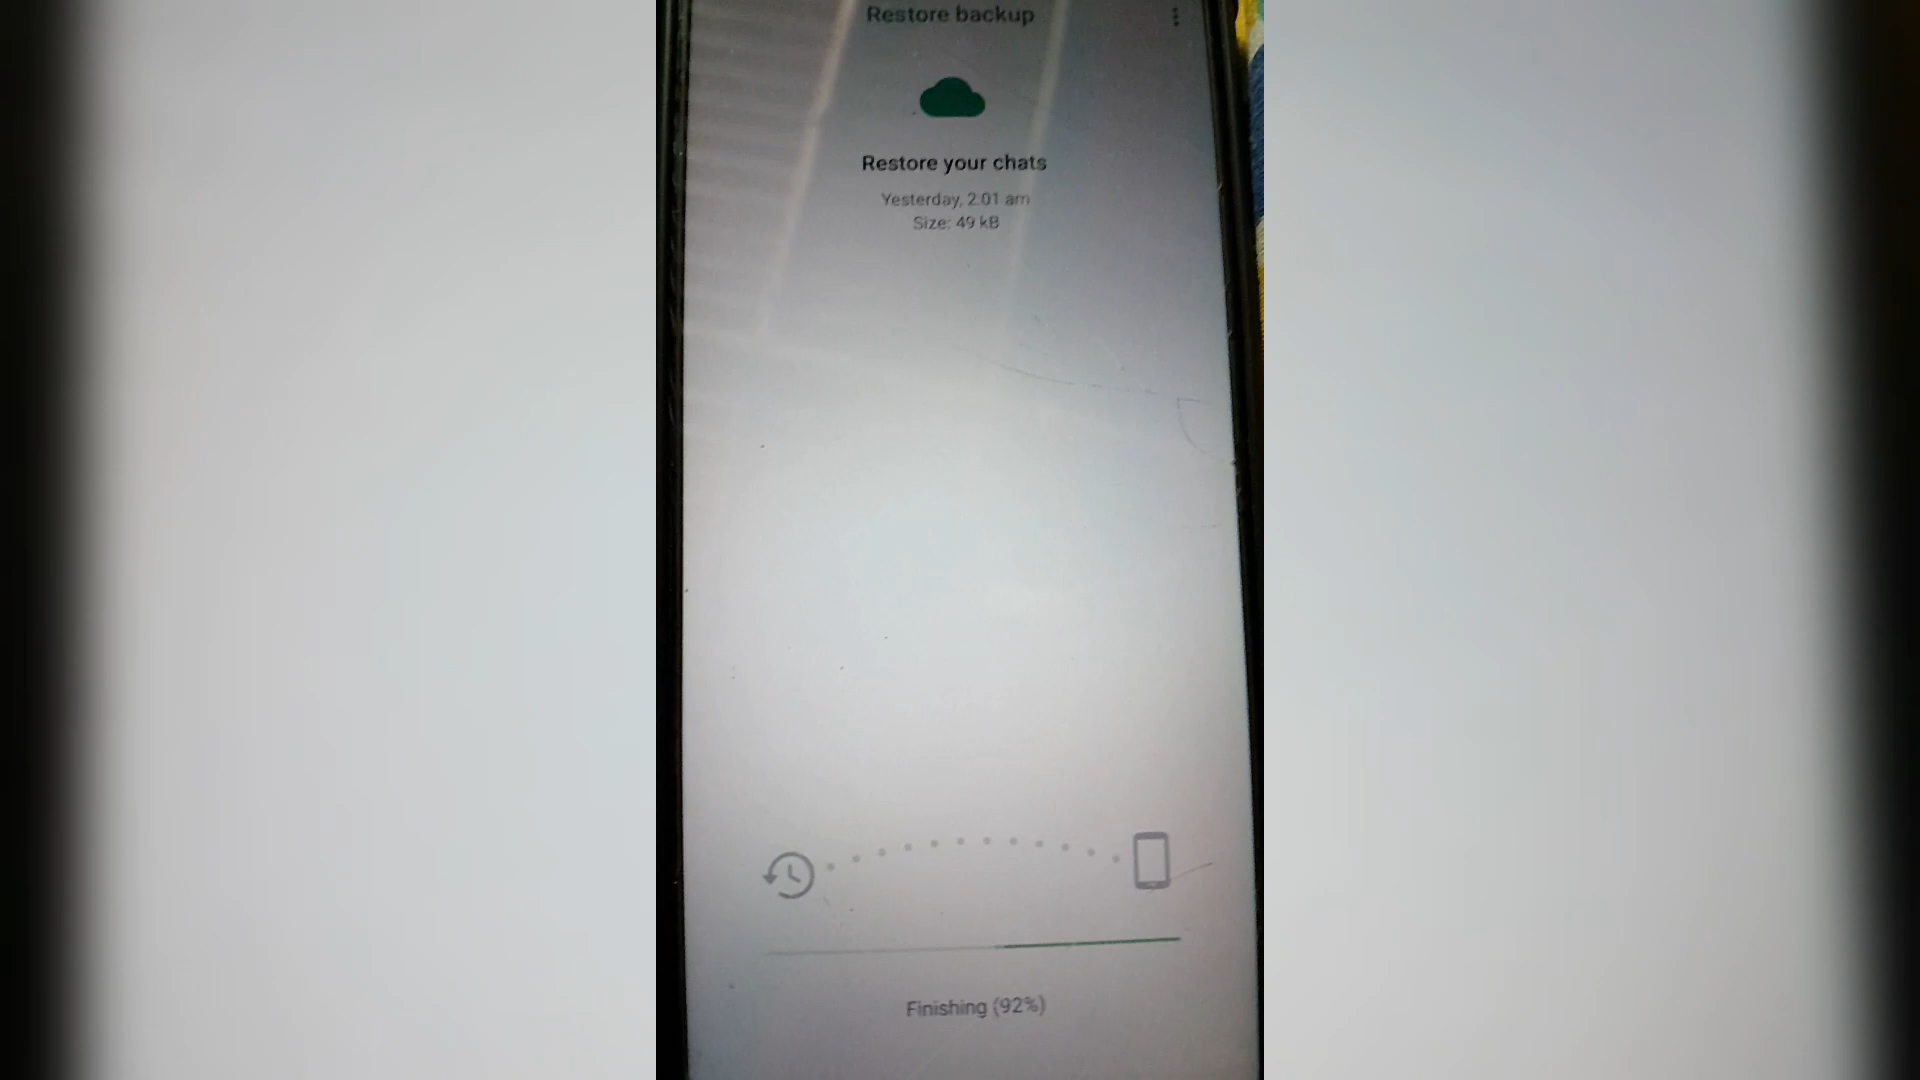 Restore backup
Restore your chats
Yesterday, 2:01 am
Size: 49 kB
Finishing (92%)